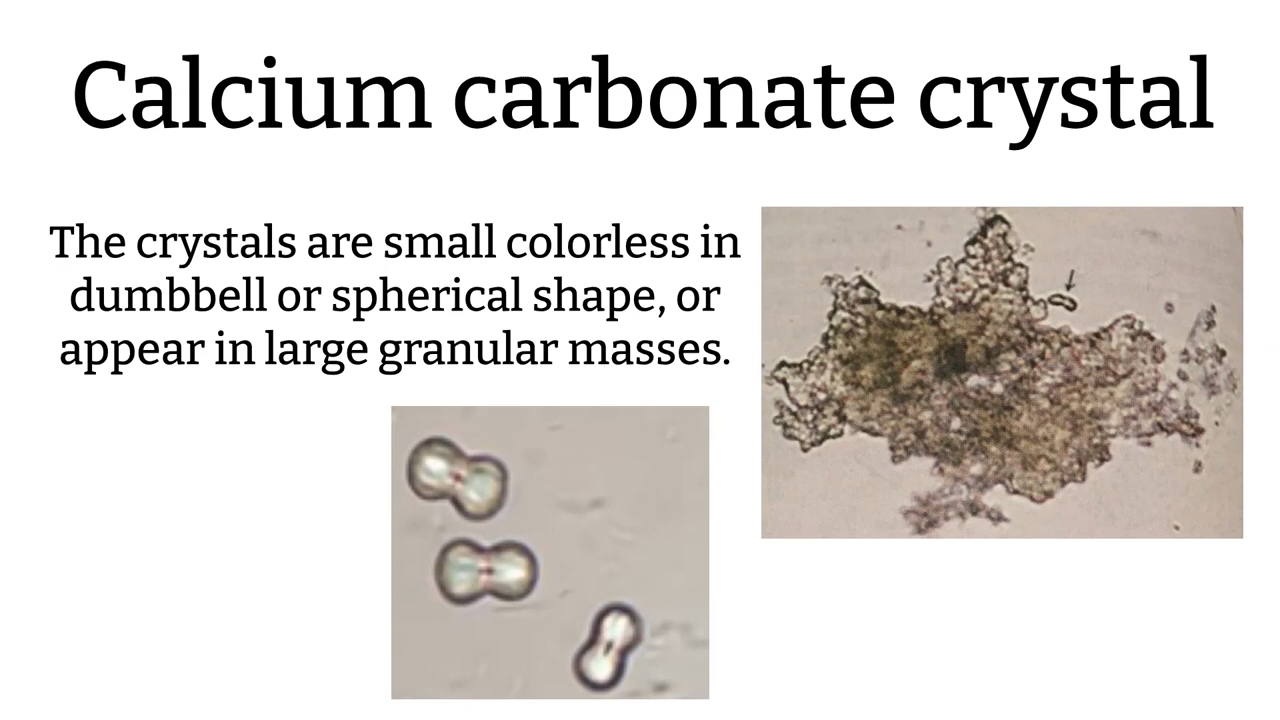 Calcium carbonate crystal
The crystals are small colorless in
dumbbell or spherical shape, or
appear in large granular masses.